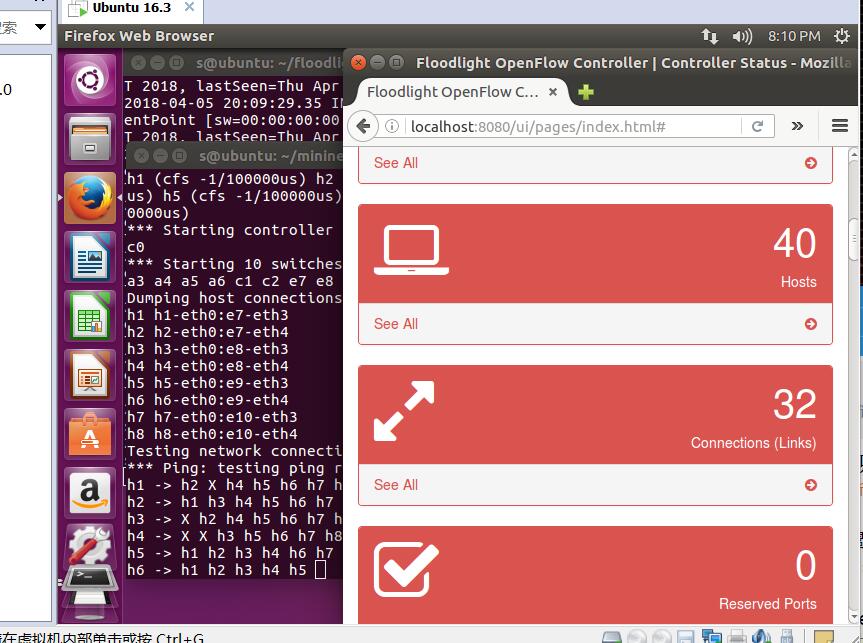 Ubuntu 16.3
索
Firefox Web Browser
8:10 PM
.0
s@ubuntu: ~/floodli
T 2018, lastSeen=Thu Apr
2018-04-05 20:09:29.35 I
entPoint [sw=00:00:00:00
T 2018, lastSeen=Thu Apr
s@ubuntu: ~/minine
h1 (cfs -1/100000us) h2
us) h5 (cfs -1/100000us)
0000us)
*** Starting controller
c0
*** Starting 10 switches
a3 a4 a5 a6 c1 c2 e7 e8
Dumping host connections
h1 h1-eth0:e7-eth3
h2 h2-eth0:e7-eth4
h3 h3-eth0:e8-eth3
h4 h4-eth0:e8-eth4
h5 h5-eth0:e9-eth3
h6 h6-eth0:e9-eth4
h7 h7-eth0:e10-eth3
h8 h8-eth0:e10-eth4
Testing network connecti
*** Ping: testing ping r
h1 -> h2 X h4 h5 h6 h7 h
h2 -> h1 h3 h4 h5 h6 h7
h3 -> X h2 h4 h5 h6 h7 h
h4 -> X X h3 h5 h6 h7 h8
h5 -> h1 h2 h3 h4 h6 h7
h6 -> h1 h2 h3 h4 h5
Floodlight OpenFlow Controller | Controller Status - Mozilla
Floodlight OpenFlow C...
localhost:8080/ui/pages/index.html#
See All
40
Hosts
See All
32
Connections (Links)
See All
0
Reserved Ports
在虚拟机内部单击或按 Ctrl+G